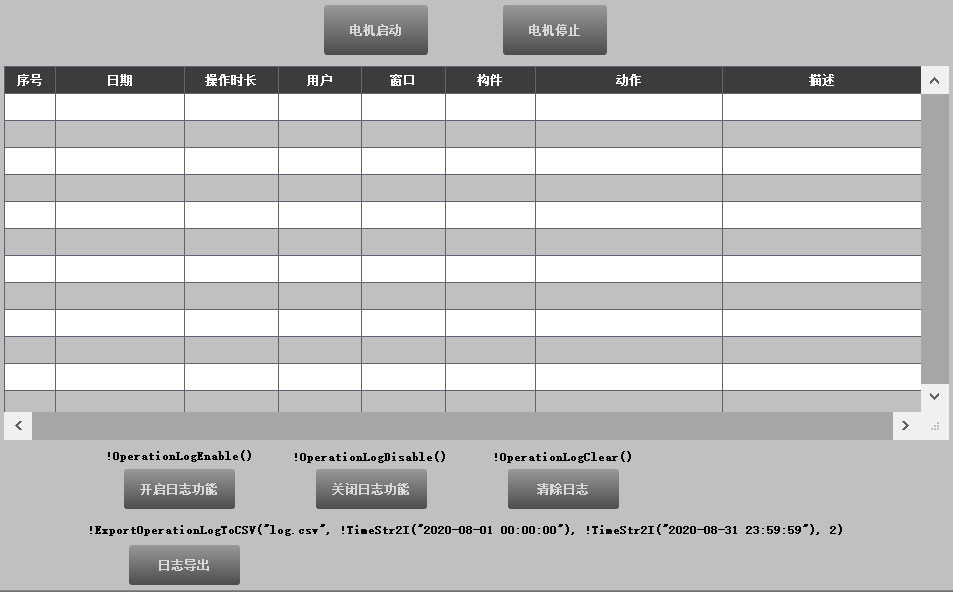 电机启动 电机停止
序号 日期 操作时长 用户 窗口 构件 动作 描述
!OperationLogEnable() !OperationLogDisable() !OperationLogClear()
开启日志功能 关闭日志功能 清除日志
!ExportOperationLogToCSV("log.csv", !TimeStr2I("2020-08-01 00:00:00"), !TimeStr2I("2020-08-31 23:59:59"), 2)
日志导出